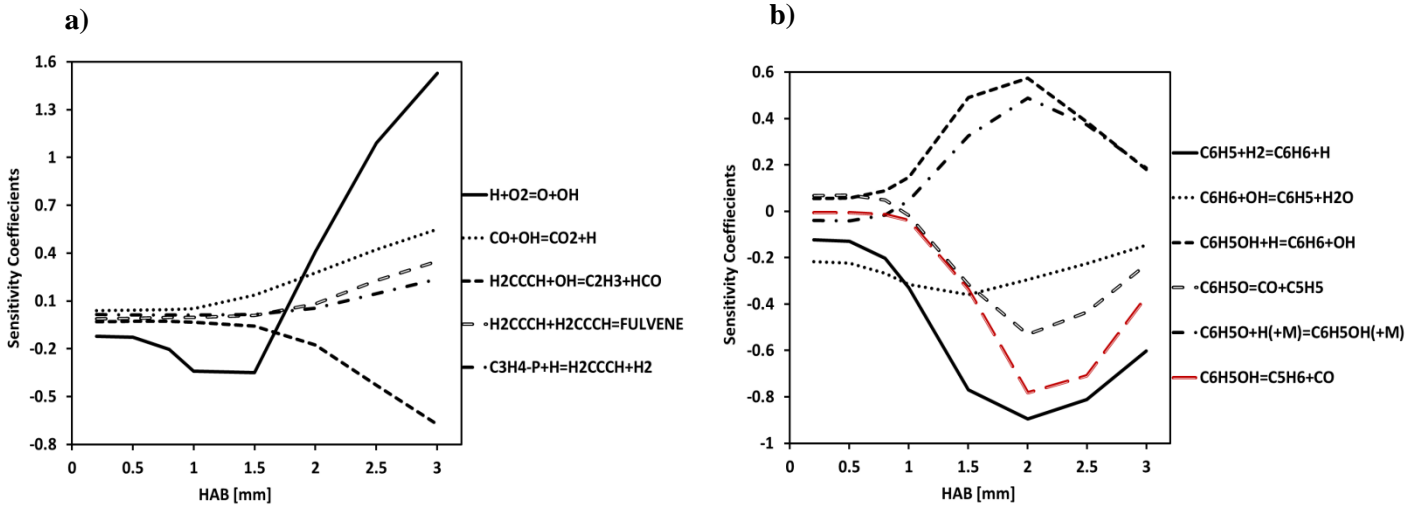 a)
Sensitivity Coeffiecients
1.6
1.3
1
0.7
0.4
0.1
-0.2
-0.5
-0.8
0
0.5
1
1.5
2
2.5
3
HAB [mm]
H+O2=O+OH
CO+OH=CO2+H
H2CCCH+OH=C2H3+HCO
H2CCCH+H2CCCH=FULVENE
C3H4-P+H=H2CCCH+H2
b)
Sensitivity Coeffiecients
0.6
0.4
0.2
0
-0.2
-0.4
-0.6
-0.8
-1
0
0.5
1
1.5
2
2.5
3
HAB [mm]
C6H5+H2=C6H6+H
C6H6+OH=C6H5+H2O
C6H5OH+H=C6H6+OH
C6H5O=CO+C5H5
C6H5O+H(+M)=C6H5OH(+M)
C6H5OH=C5H6+CO